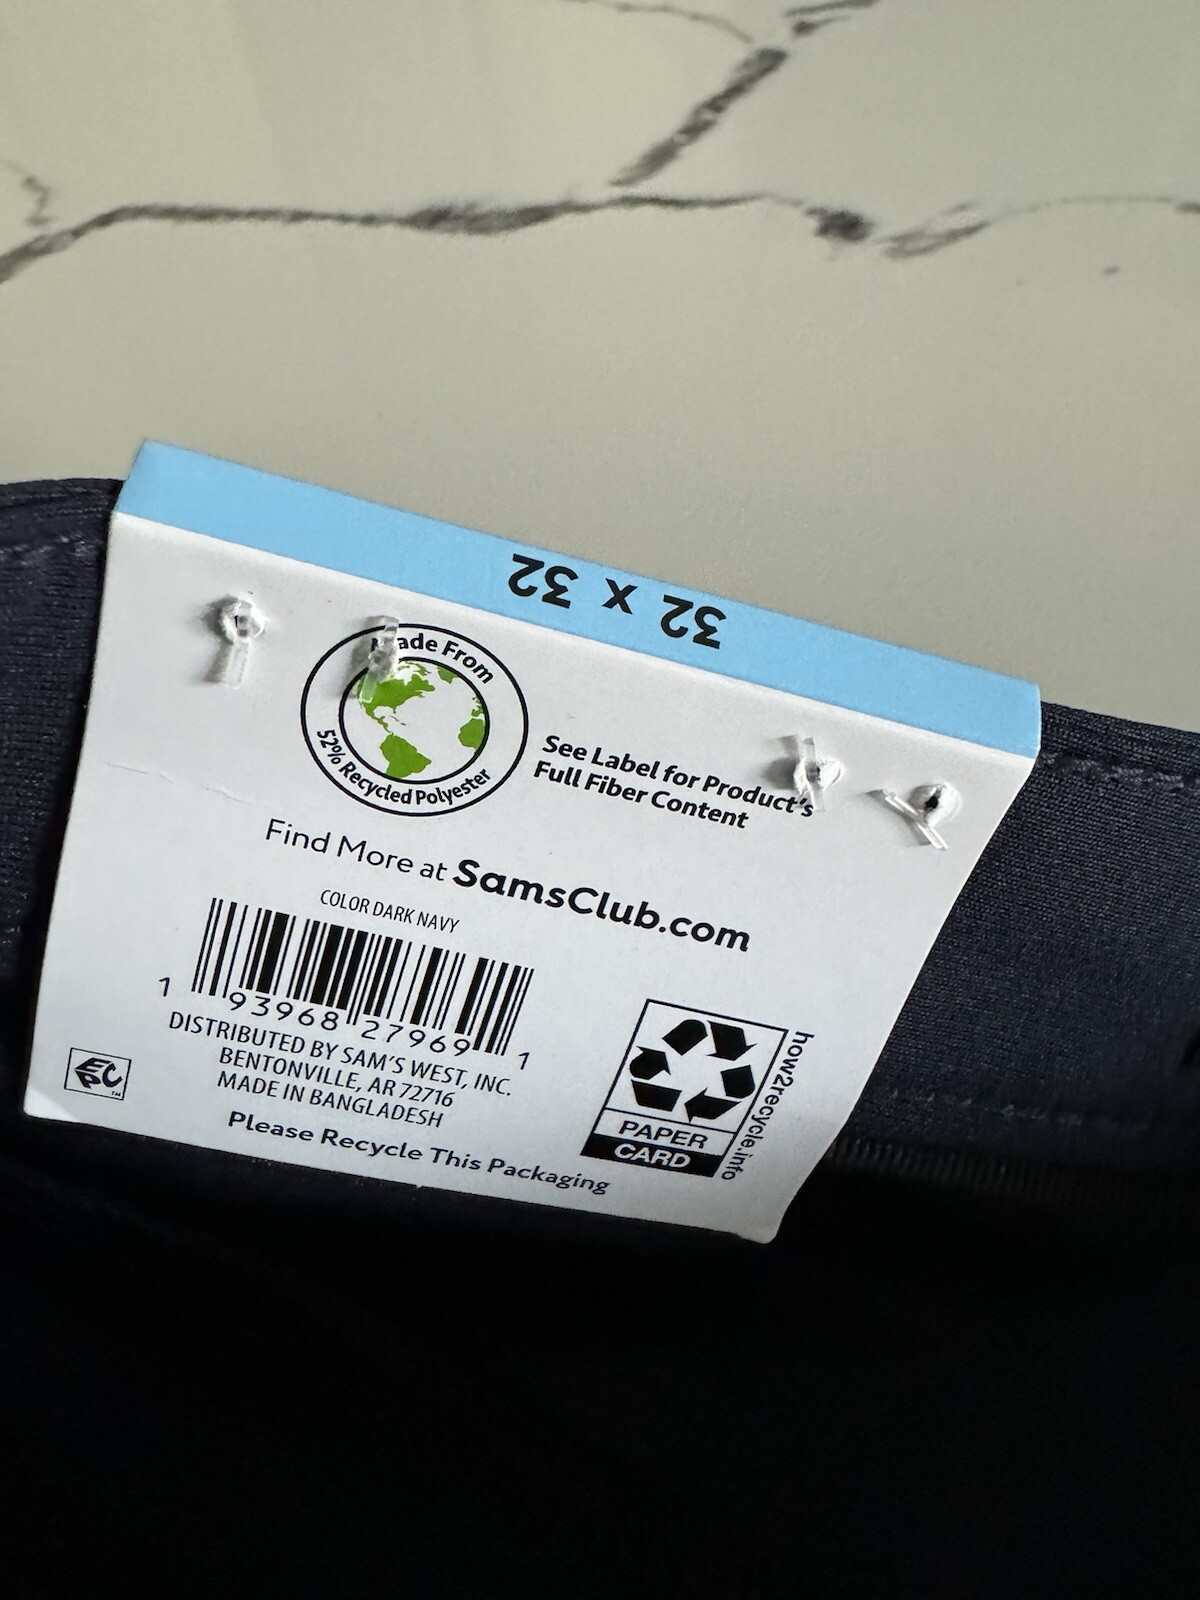 32 x 32
Made From
52% Recycled Polyester
See Label for Product's
Full Fiber Content
Find More at SamsClub.com
COLOR DARK NAVY
1 93968 27969 1
DISTRIBUTED BY SAM'S WEST, INC.
BENTONVILLE, AR 72716
MADE IN BANGLADESH
Please Recycle This Packaging
EPC TM
PAPER
CARD
how2recycle.info